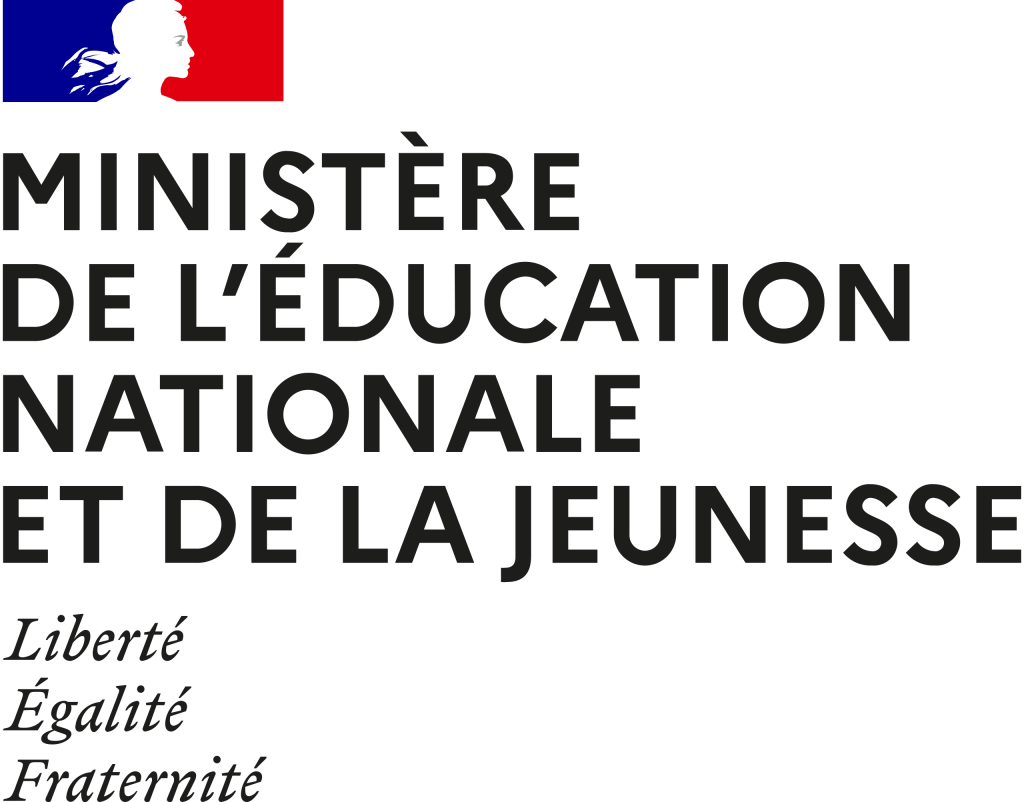 MINISTÈRE
DE L’ÉDUCATION
NATIONALE
ET DE LA JEUNESSE
Liberté
Égalité
Fraternité